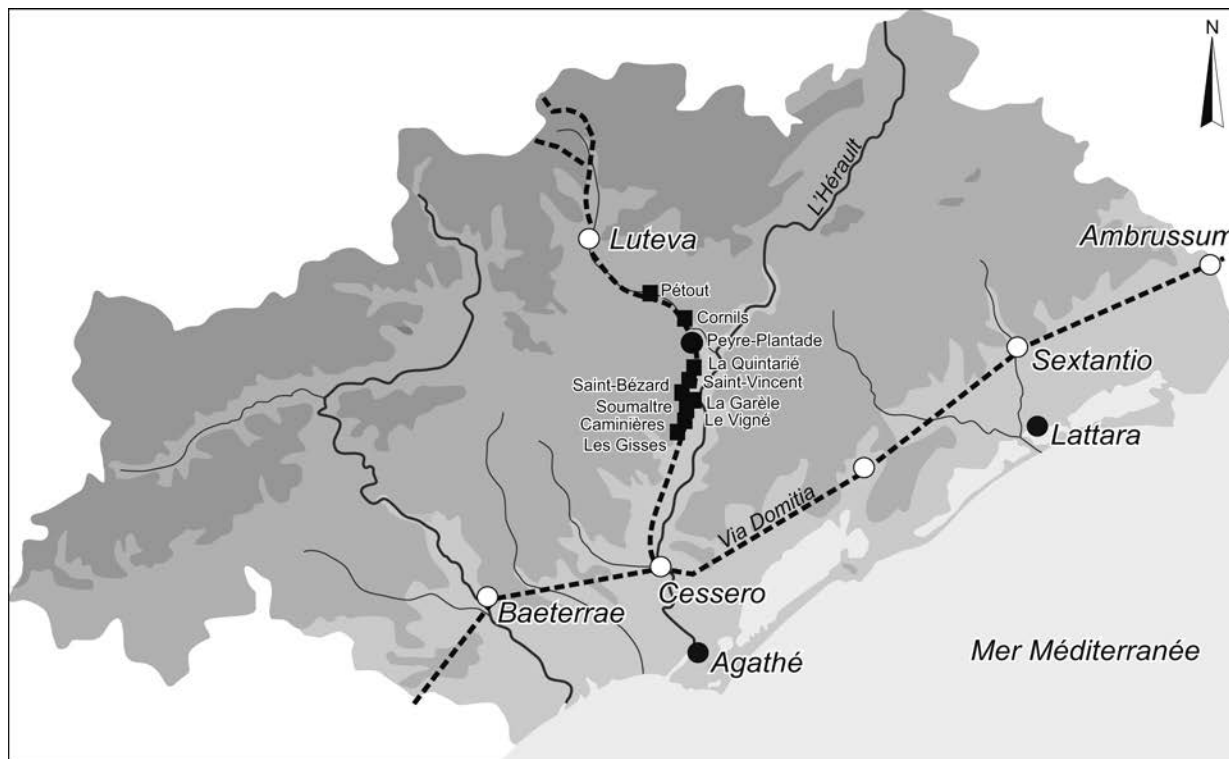 N
L'Hérault
Luteva
Ambrussum
Pétout
Cornils
Peyre-Plantade
Sextantio
La Quintarié
Saint-Bézard
Saint-Vincent
Soumaltre
La Garèle
Caminières
Le Vigné
Les Gisses
Lattara
Via Domitia
Cessero
Baeterrae
Agathé
Mer Méditerranée